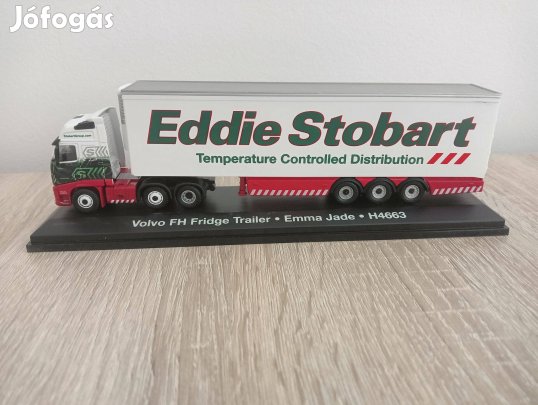 Jófogás
Eddie Stobart
Temperature Controlled Distribution
Volvo FH Fridge Trailer • Emma Jade • H4663